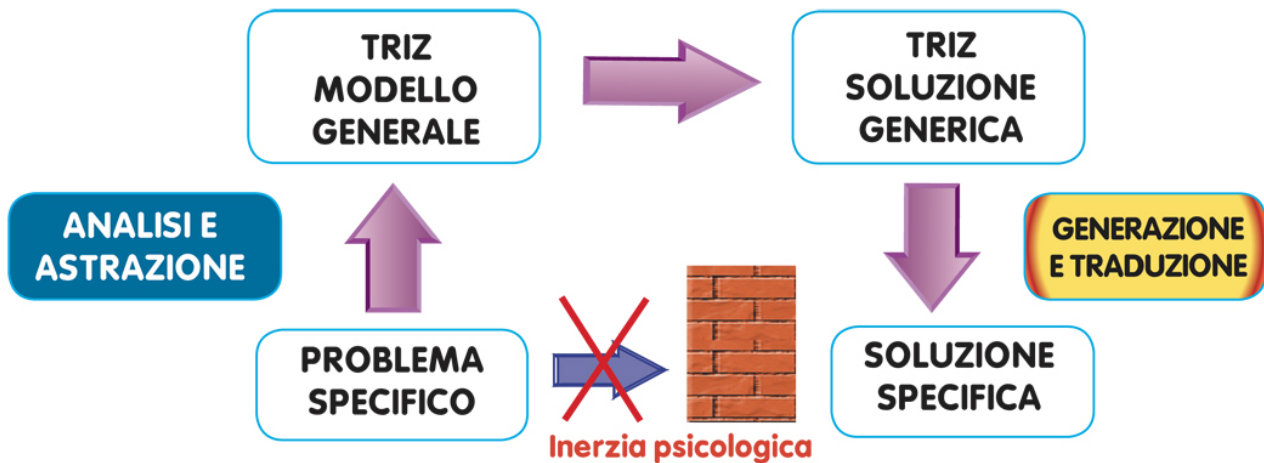 TRIZ
MODELLO
GENERALE
TRIZ
SOLUZIONE
GENERICA
ANALISI E
ASTRAZIONE
GENERAZIONE
E TRADUZIONE
PROBLEMA
SPECIFICO
SOLUZIONE
SPECIFICA
Inerzia psicologica